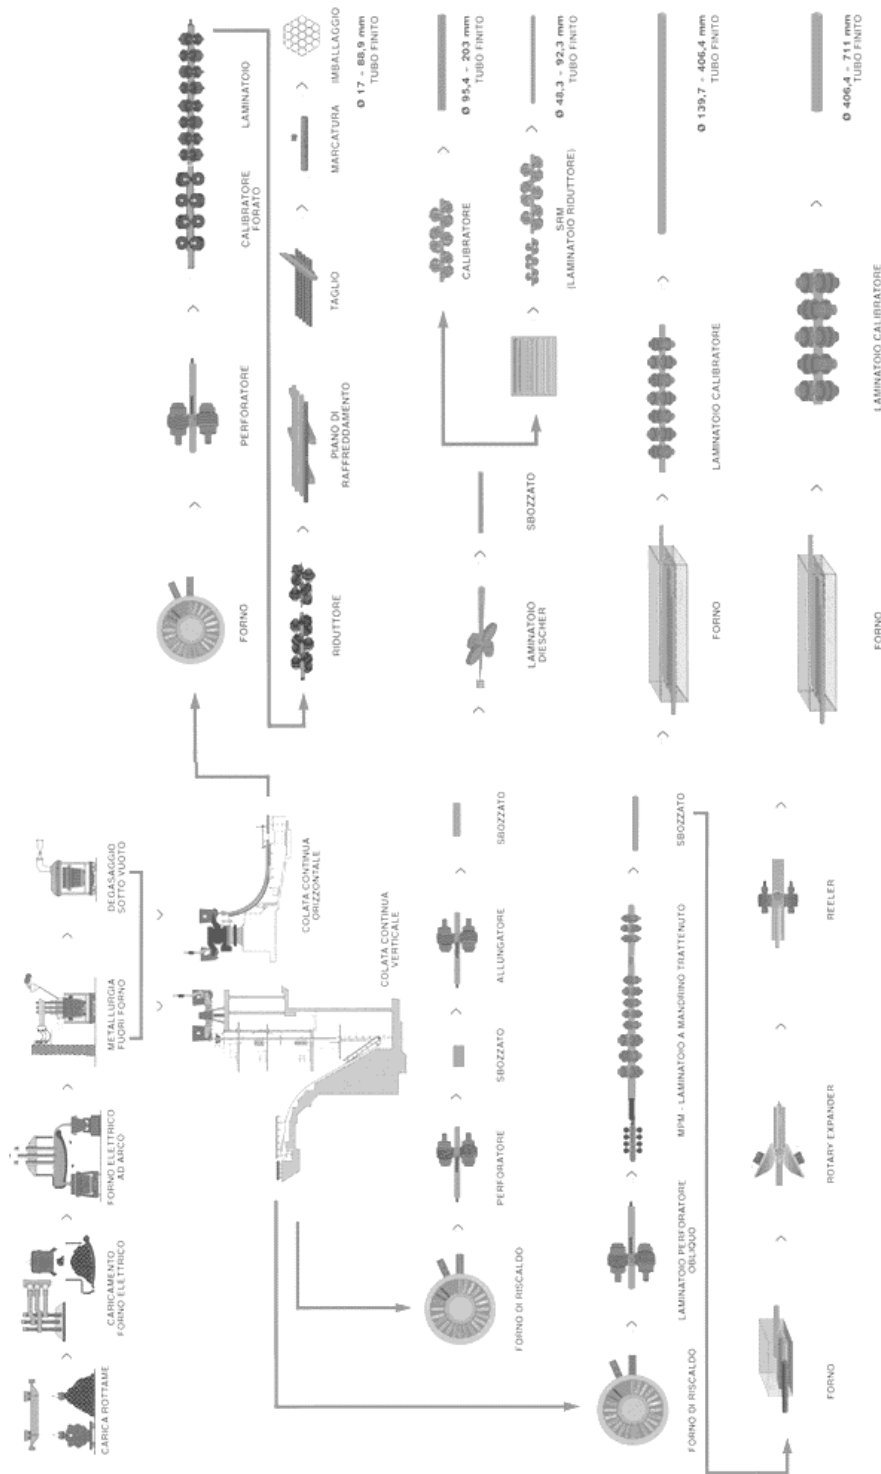 CARICA ROTTAME
CARICAMENTO
FORNO ELETTRICO
FORNO ELETTRICO
AD ARCO
METALLURGIA
FUORI FORNO
DEGASAGGIO
SOTTO VUOTO
COLATA CONTINUA
ORIZZONTALE
COLATA CONTINUA
VERTICALE
FORNO
PERFORATORE
CALIBRATORE
FORATO
LAMINATOIO
RIDUTTORE
PIANO DI
RAFFREDDAMENTO
TAGLIO
MARCATURA
IMBALLAGGIO
Ø 17 - 88,9 mm
TUBO FINITO
FORNO DI RISCALDO
PERFORATORE
SBOZZATO
ALLUNGATORE
SBOZZATO
LAMINATOIO
DIESCHER
SBOZZATO
CALIBRATORE
Ø 95,4 - 203 mm
TUBO FINITO
SRM
(LAMINATOIO RIDUTTORE)
Ø 48,3 - 92,3 mm
TUBO FINITO
FORNO DI RISCALDO
LAMINATOIO PERFORATORE
OBLIQUO
MPM - LAMINATOIO A MANDRINO TRATTENUTO
SBOZZATO
FORNO
LAMINATOIO CALIBRATORE
Ø 139,7 - 406,4 mm
TUBO FINITO
FORNO
ROTARY EXPANDER
REELER
FORNO
LAMINATOIO CALIBRATORE
Ø 406,4 - 711 mm
TUBO FINITO